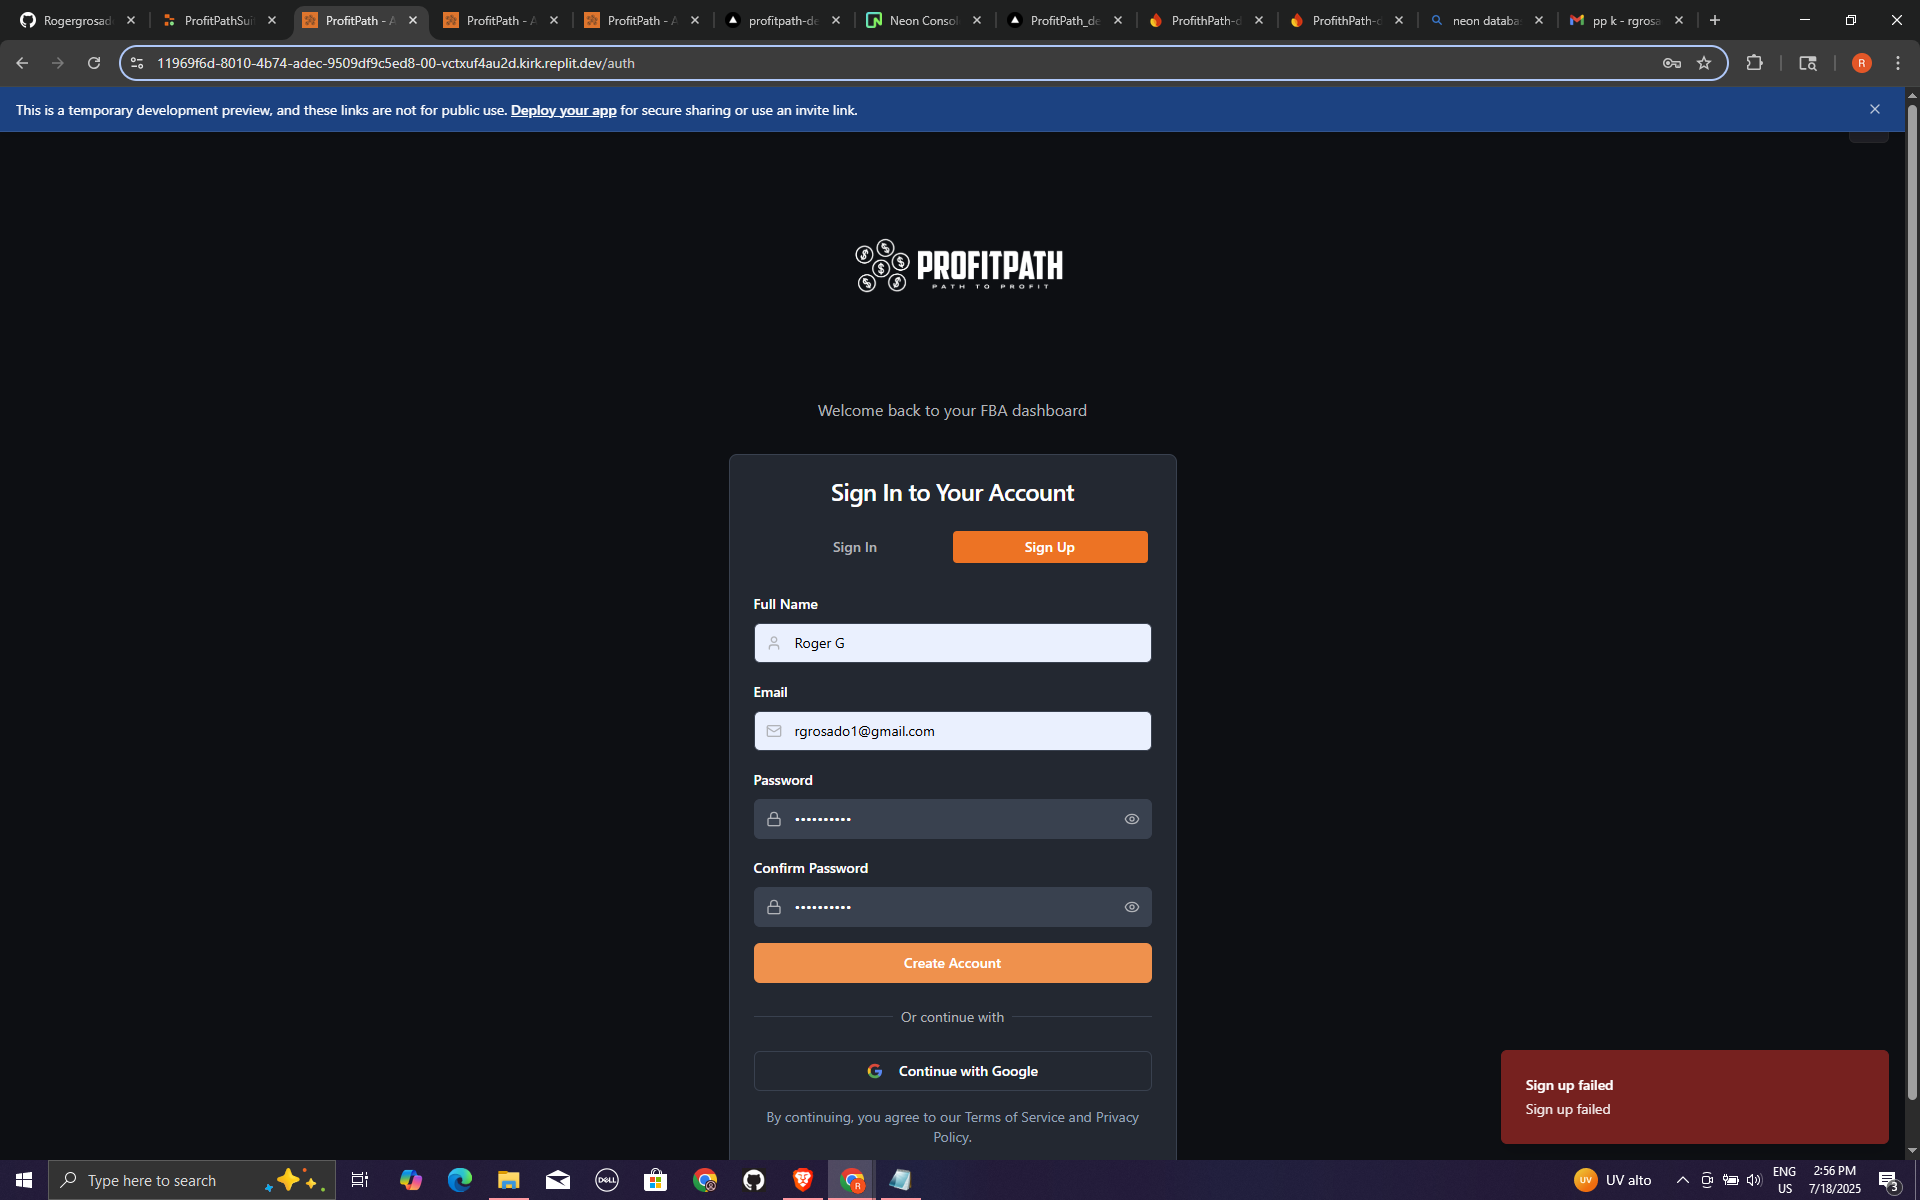 Rogergrosad
ProfitPathSui
ProfitPath - A
ProfitPath - A
ProfitPath - A
profitpath-de
Neon Consol
ProfitPath_de
ProfithPath-d
ProfithPath-d
neon databa
pp k - rgrosa
11969f6d-8010-4b74-adec-9509df9c5ed8-00-vctxuf4au2d.kirk.replit.dev/auth
R
This is a temporary development preview, and these links are not for public use. Deploy your app for secure sharing or use an invite link.
PROFITPATH
PATH TO PROFIT
Welcome back to your FBA dashboard
Sign In to Your Account
Sign In
Sign Up
Full Name
Roger G
Email
rgrosado1@gmail.com
Password
••••••••••
Confirm Password
••••••••••
Create Account
Or continue with
Continue with Google
By continuing, you agree to our Terms of Service and Privacy
Policy.
Sign up failed
Sign up failed
Type here to search
DELL
R
UV
UV alto
ENG
US
2:56 PM
7/18/2025
3